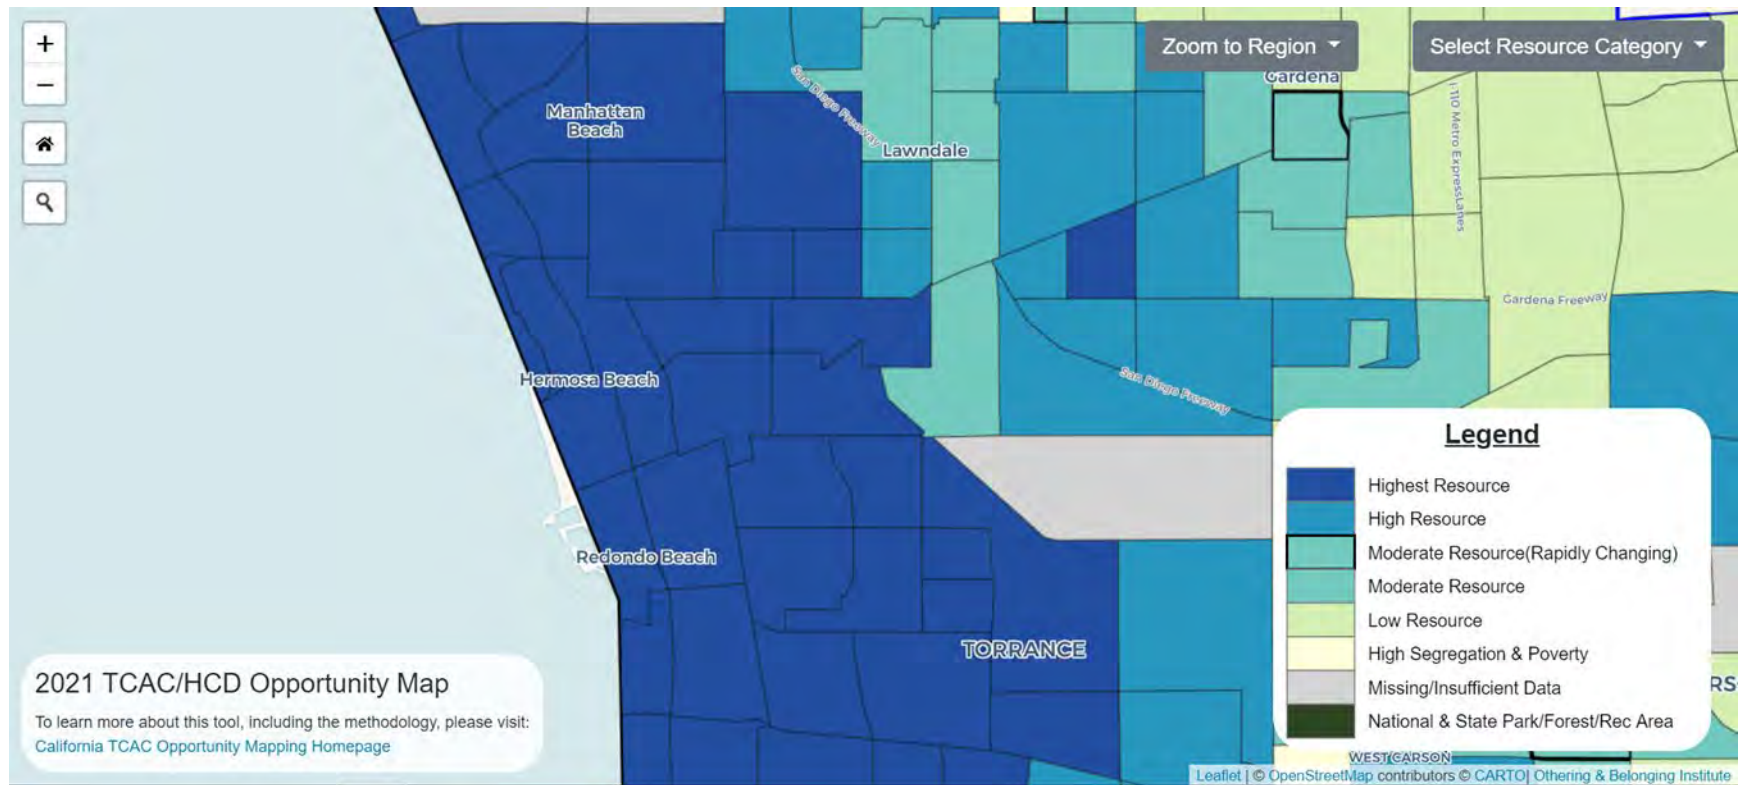 +
−
Zoom to Region
Select Resource Category
Gardena
Manhattan
Beach
San Diego Freeway
Lawndale
I-110 Metro ExpressLanes
Gardena Freeway
Hermosa Beach
San Diego Freeway
Legend
Highest Resource
High Resource
Moderate Resource(Rapidly Changing)
Moderate Resource
Low Resource
High Segregation & Poverty
Missing/Insufficient Data
National & State Park/Forest/Rec Area
Redondo Beach
TORRANCE
RS
2021 TCAC/HCD Opportunity Map
To learn more about this tool, including the methodology, please visit:
California TCAC Opportunity Mapping Homepage
WEST CARSON
Leaflet | © OpenStreetMap contributors © CARTO| Othering & Belonging Institute